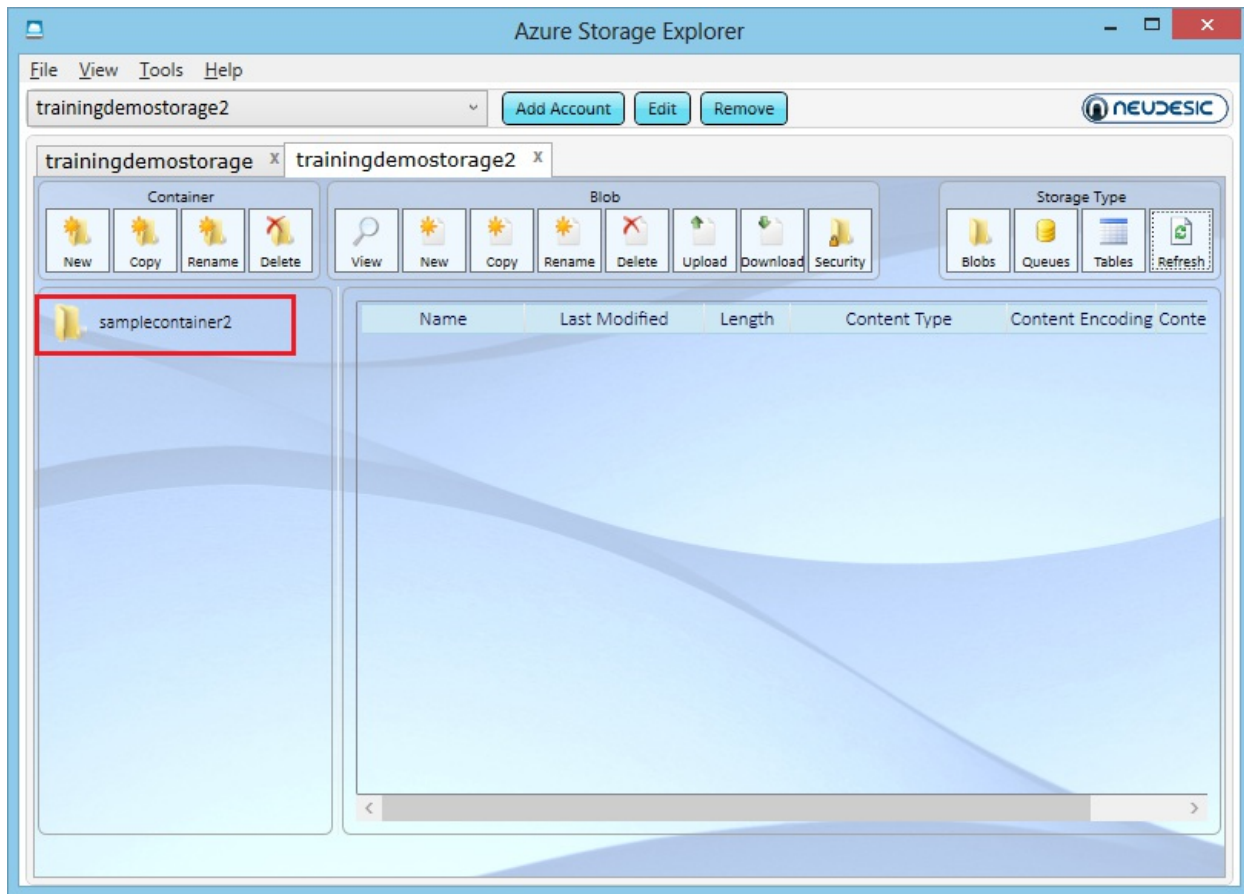 Azure Storage Explorer
File View Tools Help
trainingdemostorage2 Add Account Edit Remove NEUDESIC
trainingdemostorage x trainingdemostorage2 x
Container Blob Storage Type
New Copy Rename Delete View New Copy Rename Delete Upload Download Security Blobs Queues Tables Refresh
samplecontainer2 Name Last Modified Length Content Type Content Encoding Conte